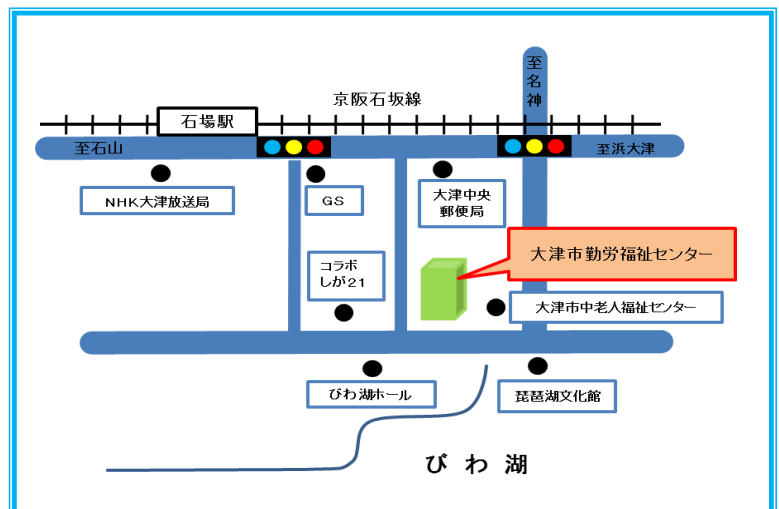 至名神
京阪石坂線
石場駅
至石山
至浜大津
NHK大津放送局
GS
大津中央
郵便局
大津市勤労福祉センター
コラボ
しが21
大津市中老人福祉センター
びわ湖ホール
琵琶湖文化館
びわ湖